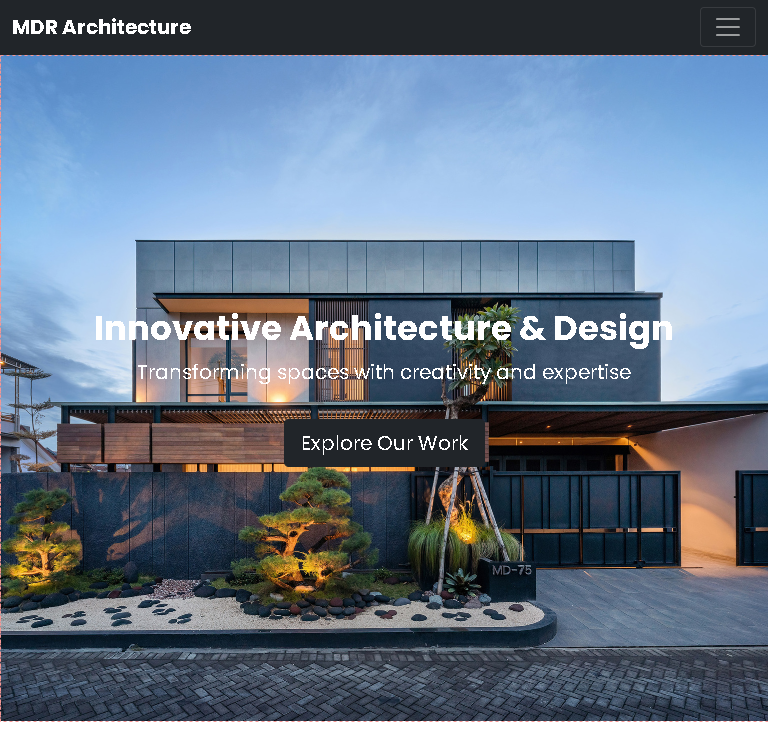 MDR Architecture
Innovative Architecture & Design
Transforming spaces with creativity and expertise
Explore Our Work
MD-75